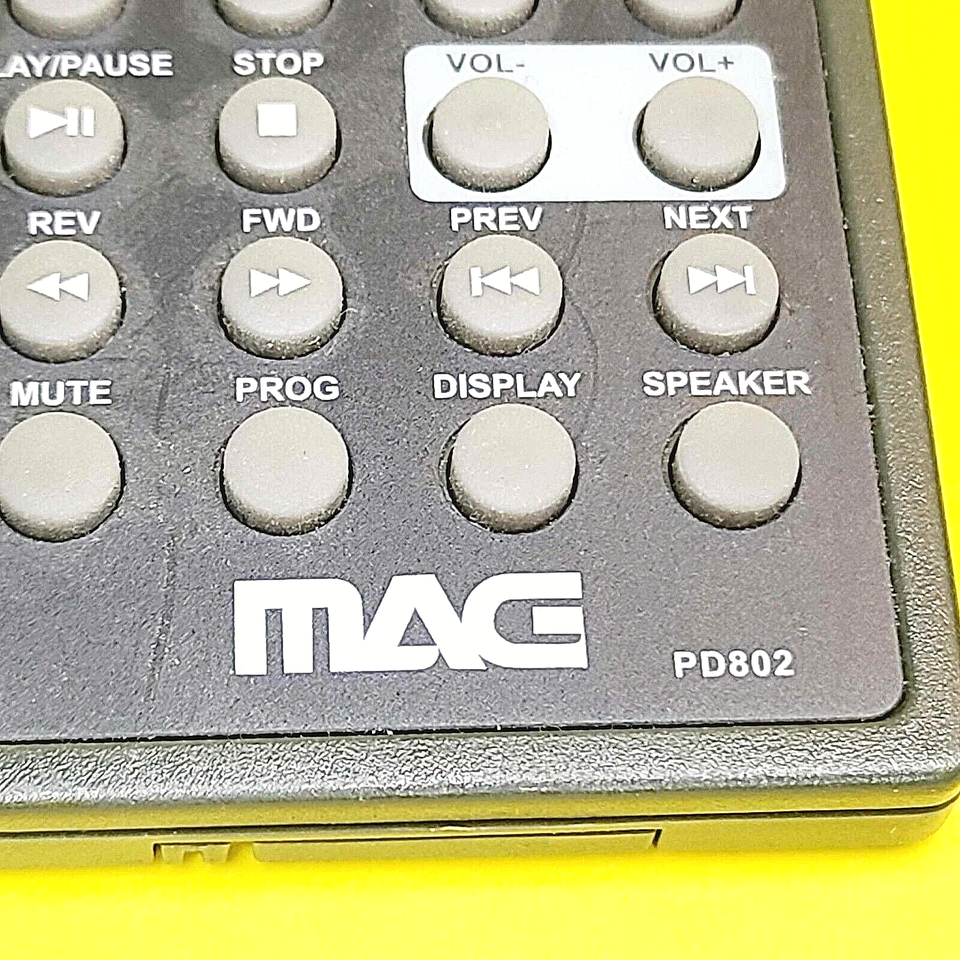 LAY/PAUSE STOP VOL- VOL+
REV FWD PREV NEXT
MUTE PROG DISPLAY SPEAKER
MAG
PD802